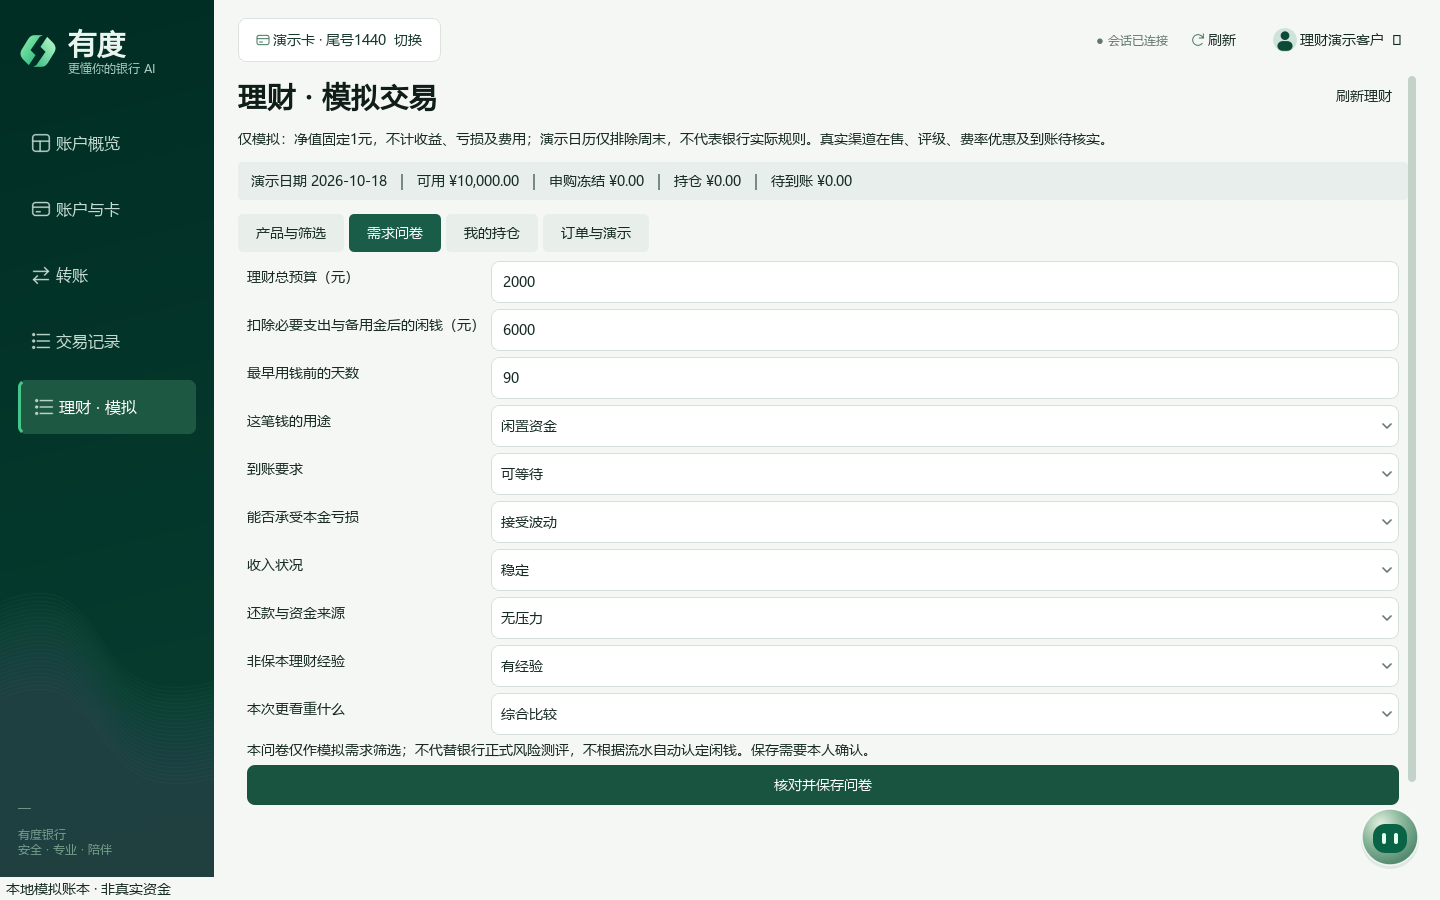 有度
更懂你的银行 AI
账户概览
账户与卡
转账
交易记录
理财 · 模拟
—
有度银行
安全 · 专业 · 陪伴
本地模拟账本 · 非真实资金
演示卡 · 尾号1440 切换
● 会话已连接
刷新
理财演示客户
理财 · 模拟交易
刷新理财
仅模拟：净值固定1元，不计收益、亏损及费用；演示日历仅排除周末，不代表银行实际规则。真实渠道在售、评级、费率优惠及到账待核实。
演示日期 2026-10-18 | 可用 ¥10,000.00 | 申购冻结 ¥0.00 | 持仓 ¥0.00 | 待到账 ¥0.00
产品与筛选 需求问卷 我的持仓 订单与演示
理财总预算（元） 2000
扣除必要支出与备用金后的闲钱（元） 6000
最早用钱前的天数 90
这笔钱的用途 闲置资金
到账要求 可等待
能否承受本金亏损 接受波动
收入状况 稳定
还款与资金来源 无压力
非保本理财经验 有经验
本次更看重什么 综合比较
本问卷仅作模拟需求筛选；不代替银行正式风险测评，不根据流水自动认定闲钱。保存需要本人确认。
核对并保存问卷